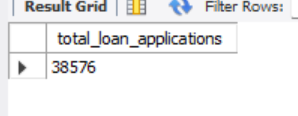 Result Grid Filter Rows:
total_loan_applications
38576